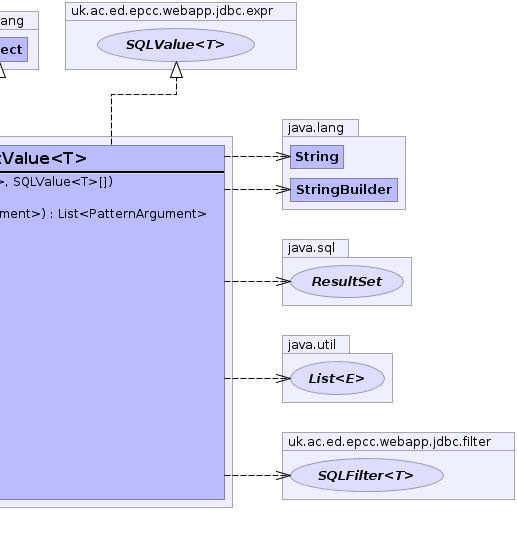 uk.ac.ed.epcc.webapp.jdbc.expr
SQLValue<T>
ang
ect
Value<T>
>, SQLValue<T>[])
ment>) : List<PatternArgument>
java.lang
String
StringBuilder
java.sql
ResultSet
java.util
List<E>
uk.ac.ed.epcc.webapp.jdbc.filter
SQLFilter<T>